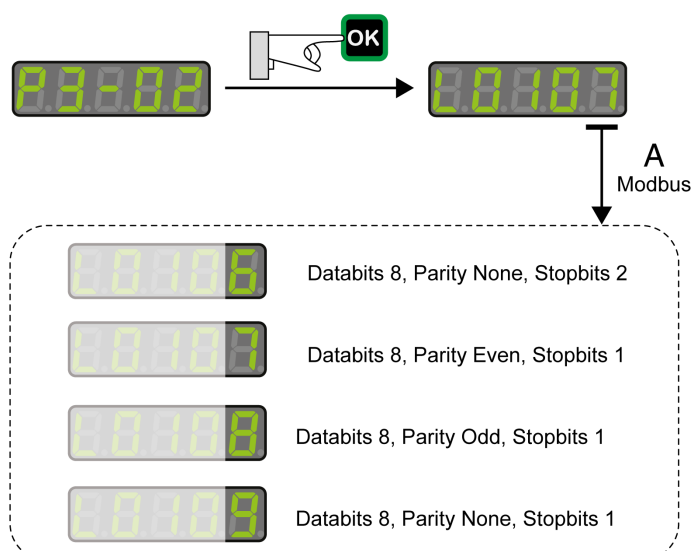 OK
P3-02
L0107
A
Modbus
L0106 Databits 8, Parity None, Stopbits 2
L0107 Databits 8, Parity Even, Stopbits 1
L0108 Databits 8, Parity Odd, Stopbits 1
L0109 Databits 8, Parity None, Stopbits 1